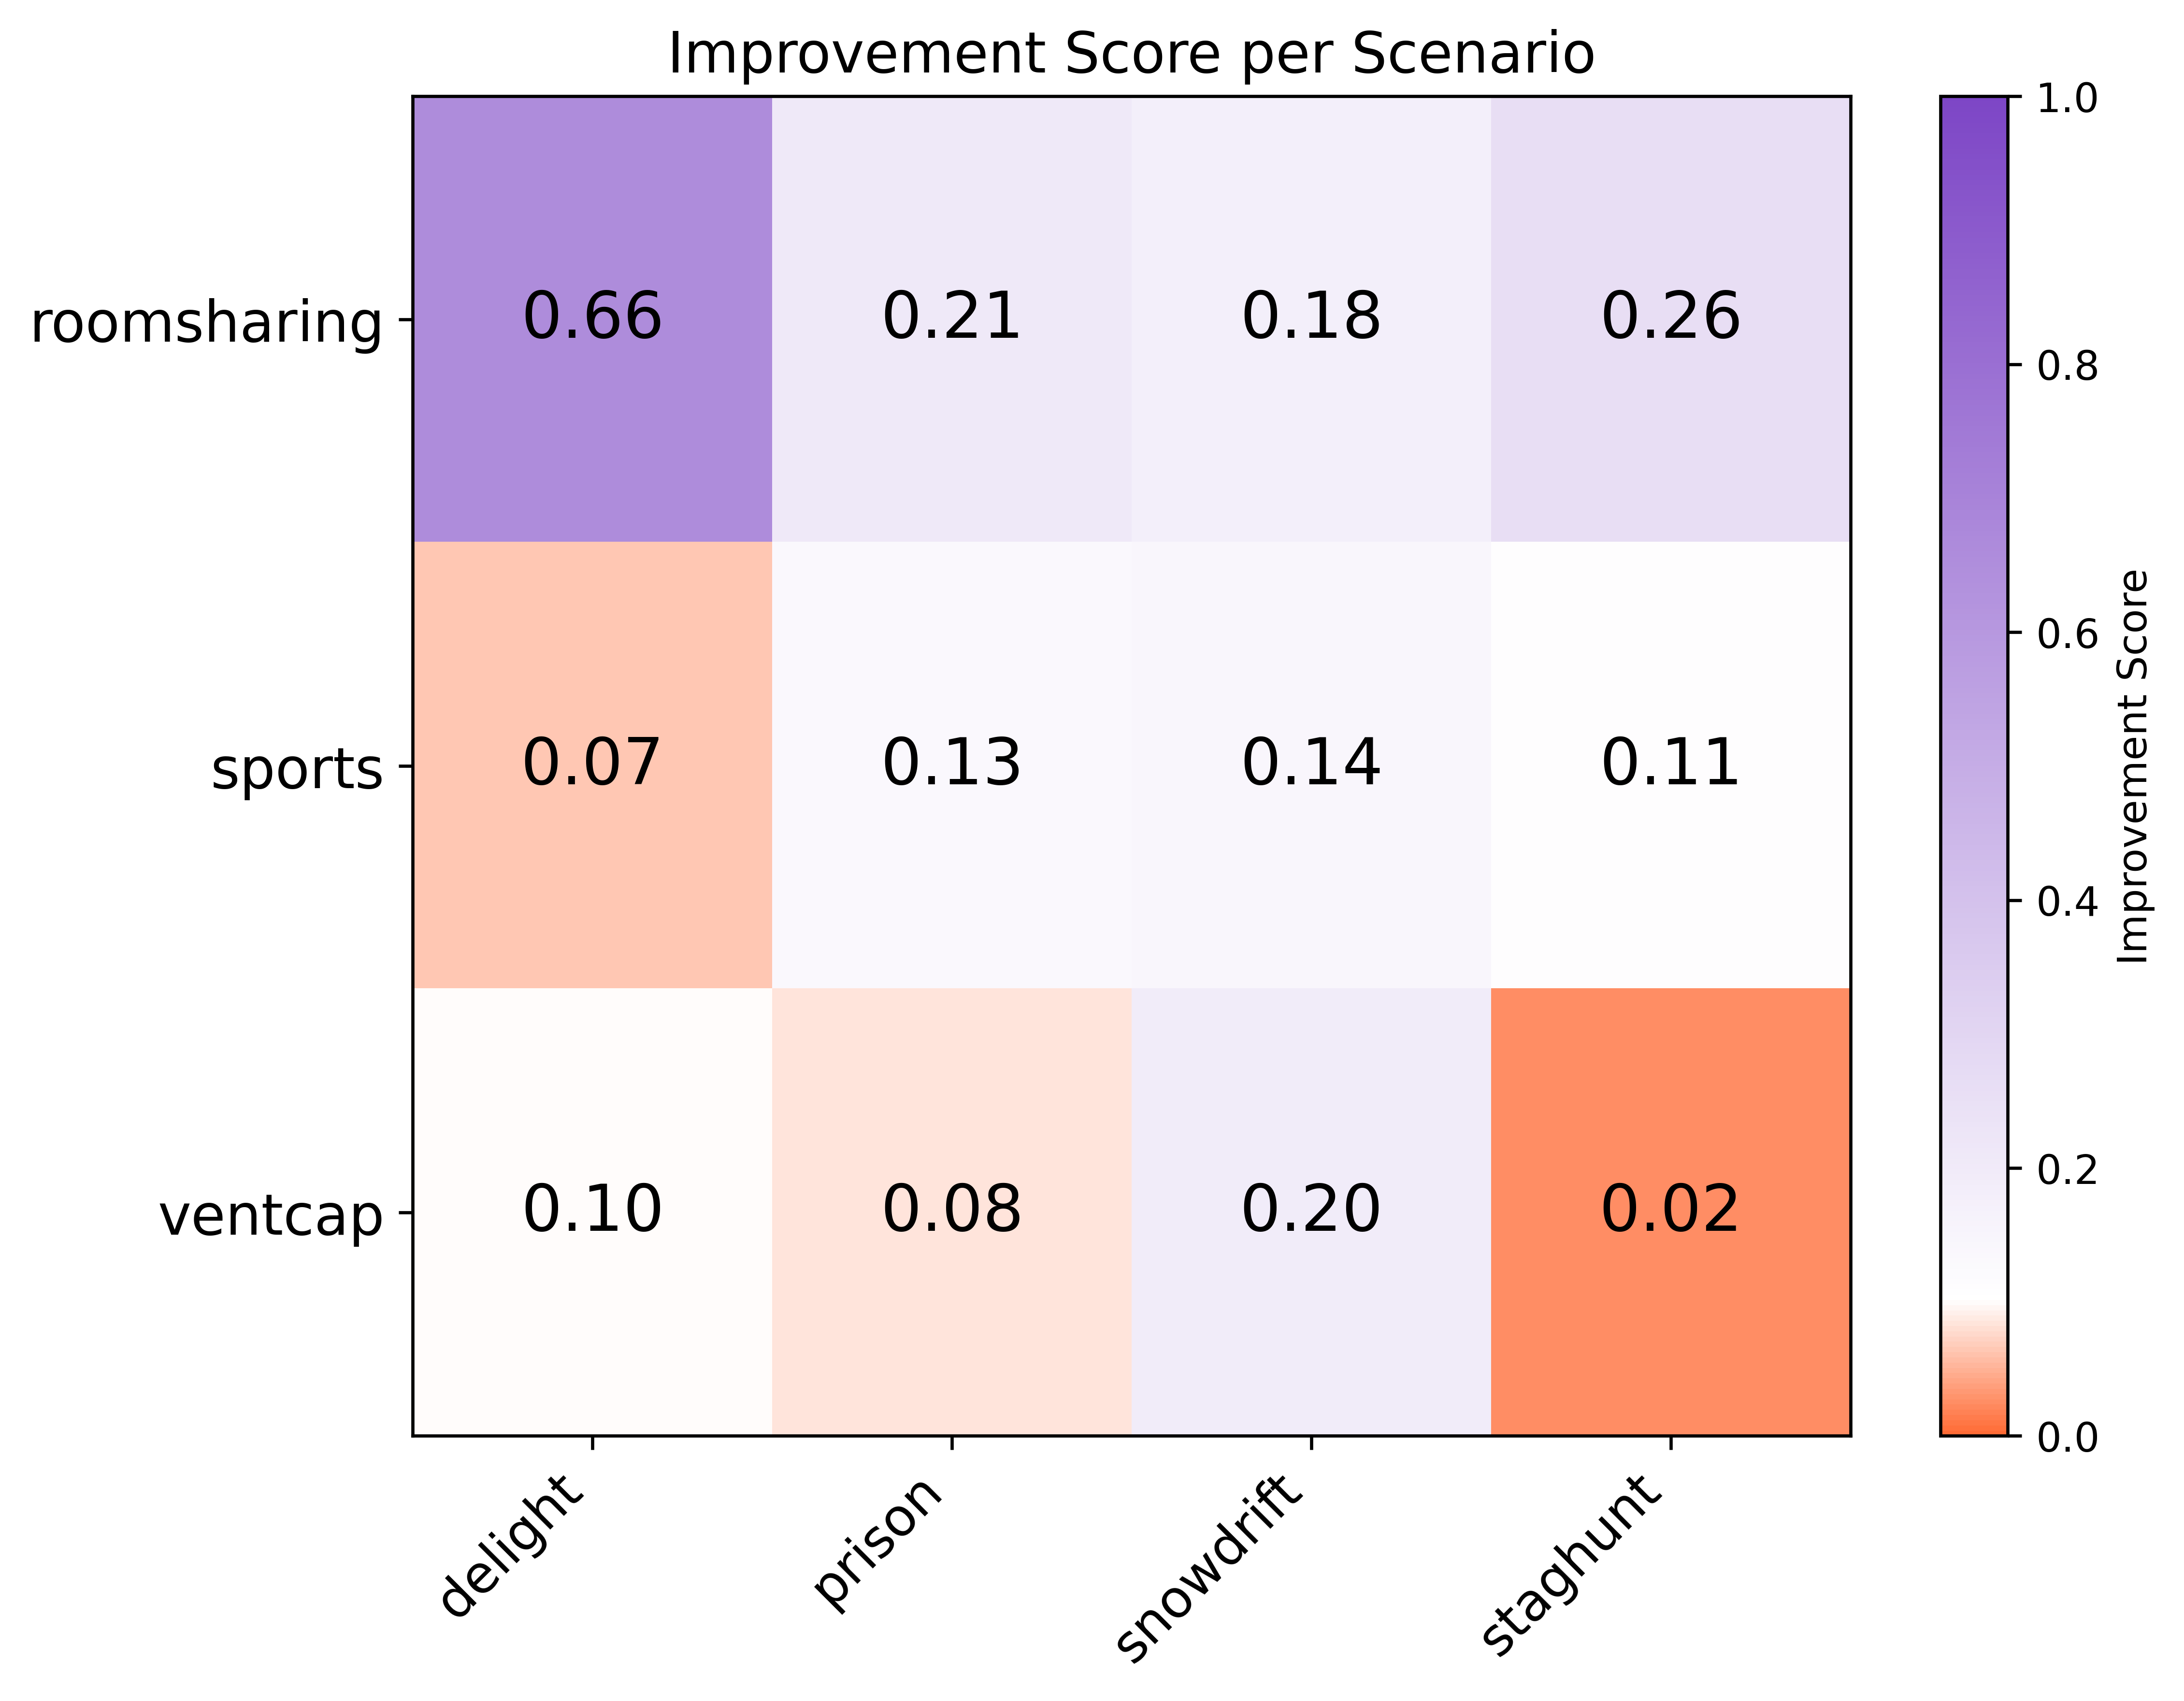 Improvement Score per Scenario
roomsharing 0.66 0.21 0.18 0.26
sports 0.07 0.13 0.14 0.11
ventcap 0.10 0.08 0.20 0.02
delight prison snowdrift staghunt
1.0
0.8
0.6
0.4
0.2
0.0
Improvement Score